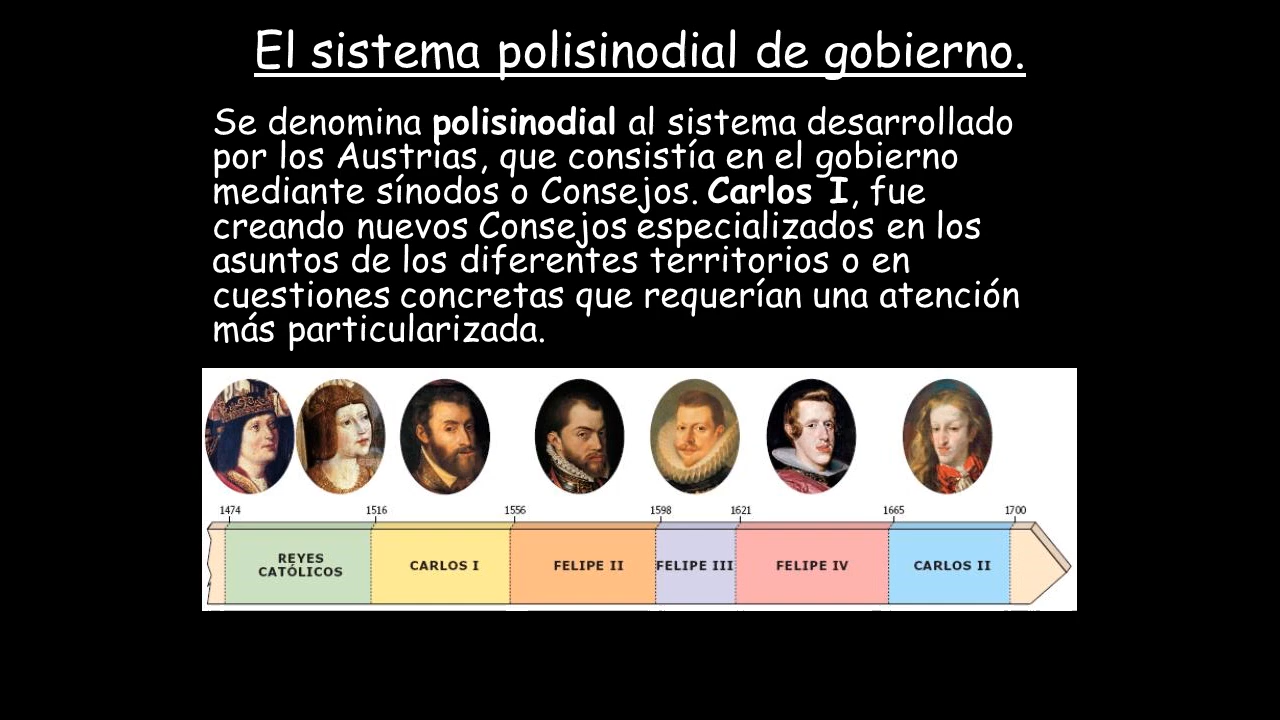 El sistema polisinodial de gobierno.
Se denomina polisinodial al sistema desarrollado
por los Austrias, que consistía en el gobierno
mediante sínodos o Consejos. Carlos I, fue
creando nuevos Consejos especializados en los
asuntos de los diferentes territorios o en
cuestiones concretas que requerían una atención
más particularizada.
1474 1516 1556 1598 1621 1665 1700
REYES
CATÓLICOS
CARLOS I
FELIPE II
FELIPE III
FELIPE IV
CARLOS II